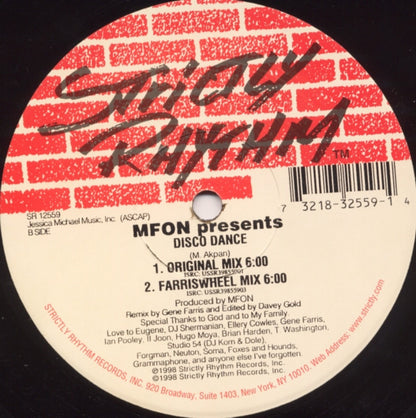 STRICTLY
RHYTHM
TM
SR 12559
Jessica Michael Music, Inc. (ASCAP)
B SIDE
7 73218-32559-1 4
MFON presents
DISCO DANCE
(M. Akpan)
1. ORIGINAL MIX 6:00
ISRC: USSR39855901
2. FARRISWHEEL MIX 6:00
ISRC: USSR39855903
Produced by MFON
Remix by Gene Farris and Edited by Davey Gold
Special Thanks to God and to My Family.
Love to Eugene, DJ Shermanian, Ellery Cowles, Gene Farris,
Ian Pooley, Il Joon, Hugo Moya, Brian Harden, T. Washington,
Studio 54 (DJ Korn & Dole),
Forgman, Neuton, Soma, Foxes and Hounds,
Grammaphone, and anyone else I've forgotten.
©1998 Strictly Rhythm Records, Inc.
℗1998 Strictly Rhythm Records, Inc.
STRICTLY RHYTHM RECORDS, INC. 920 Broadway, Suite 1403, New York, NY 10010. Web Address: www.strictly.com